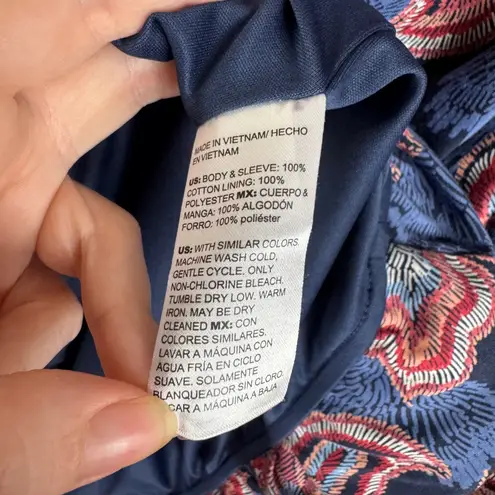 MADE IN VIETNAM/ HECHO
EN VIETNAM
US: BODY & SLEEVE: 100%
COTTON LINING: 100%
POLYESTER MX: CUERPO &
MANGA: 100% ALGODÓN
FORRO: 100% poliéster
US: WITH SIMILAR COLORS
MACHINE WASH COLD,
GENTLE CYCLE. ONLY
NON-CHLORINE BLEACH.
TUMBLE DRY LOW. WARM
IRON. MAY BE DRY
CLEANED MX: CON
COLORES SIMILARES.
LAVAR A MÁQUINA CON
AGUA FRÍA EN CICLO
SUAVE. SOLAMENTE
BLANQUEADOR SIN CLORO.
CAR A MÁQUINA A BAJA